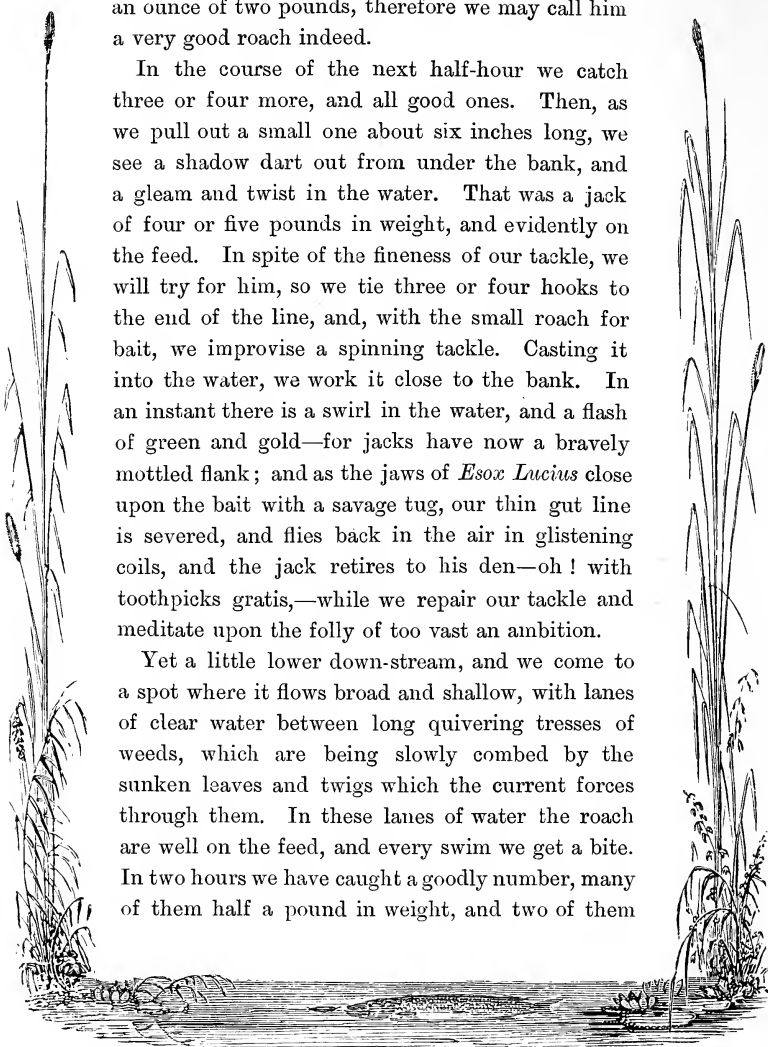 an ounce of two pounds, therefore we may call him
a very good roach indeed.
In the course of the next half-hour we catch
three or four more, and all good ones. Then, as
we pull out a small one about six inches long, we
see a shadow dart out from under the bank, and
a gleam and twist in the water. That was a jack
of four or five pounds in weight, and evidently on
the feed. In spite of the fineness of our tackle, we
will try for him, so we tie three or four hooks to
the end of the line, and, with the small roach for
bait, we improvise a spinning tackle. Casting it
into the water, we work it close to the bank. In
an instant there is a swirl in the water, and a flash
of green and gold—for jacks have now a bravely
mottled flank; and as the jaws of Esox Lucius close
upon the bait with a savage tug, our thin gut line
is severed, and flies back in the air in glistening
coils, and the jack retires to his den—oh! with
toothpicks gratis,—while we repair our tackle and
meditate upon the folly of too vast an ambition.
Yet a little lower down-stream, and we come to
a spot where it flows broad and shallow, with lanes
of clear water between long quivering tresses of
weeds, which are being slowly combed by the
sunken leaves and twigs which the current forces
through them. In these lanes of water the roach
are well on the feed, and every swim we get a bite.
In two hours we have caught a goodly number, many
of them half a pound in weight, and two of them